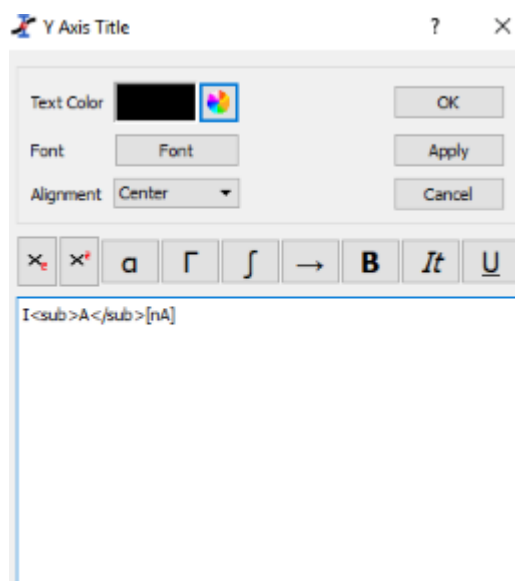 Y Axis Title ? ×
Text Color
OK
Font Font
Apply
Alignment Center
Cancel
×e ×e α Γ ∫ → B It U
I<sub>A</sub>[nA]